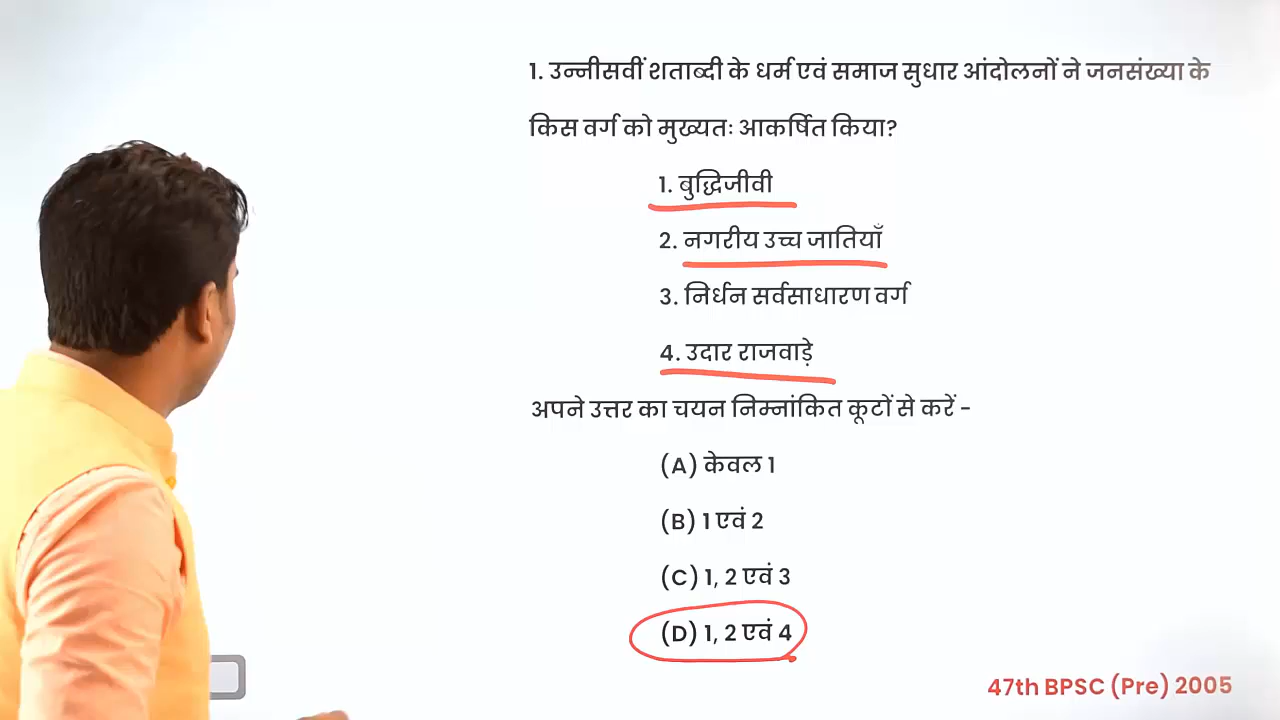 1. उन्नीसवीं शताब्दी के धर्म एवं समाज सुधार आंदोलनों ने जनसंख्या के
किस वर्ग को मुख्यतः आकर्षित किया?
1. बुद्धिजीवी
2. नगरीय उच्च जातियाँ
3. निर्धन सर्वसाधारण वर्ग
4. उदार राजवाड़े
अपने उत्तर का चयन निम्नांकित कूटों से करें -
(A) केवल 1
(B) 1 एवं 2
(C) 1, 2 एवं 3
(D) 1, 2 एवं 4
47th BPSC (Pre) 2005